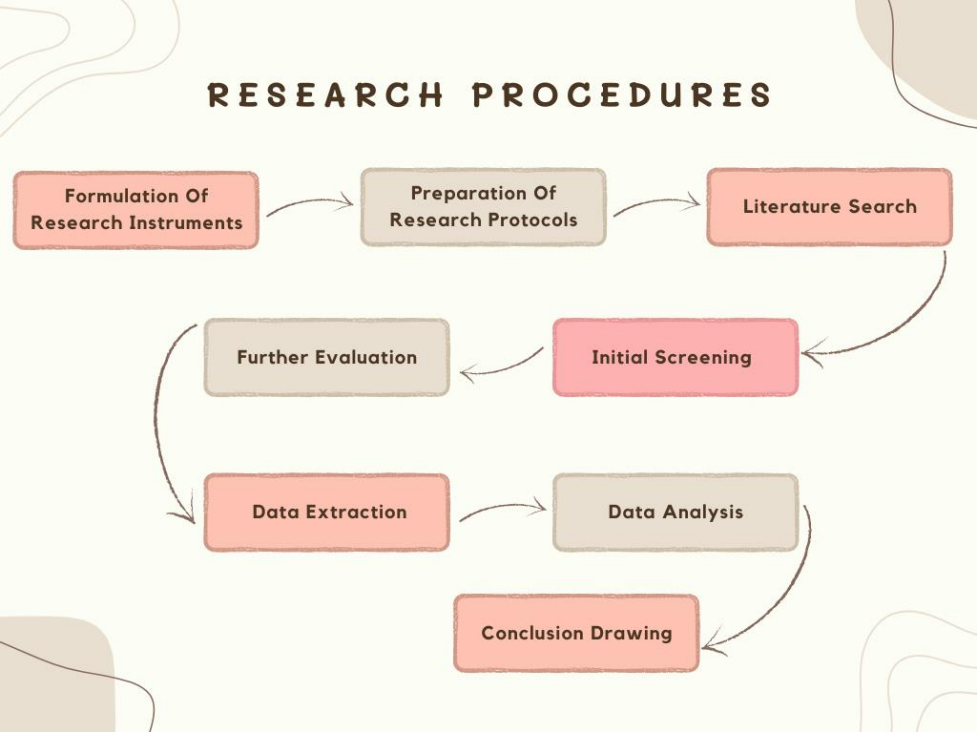 RESEARCH PROCEDURES
Formulation Of
Research Instruments
Preparation Of
Research Protocols
Literature Search
Initial Screening
Further Evaluation
Data Extraction
Data Analysis
Conclusion Drawing